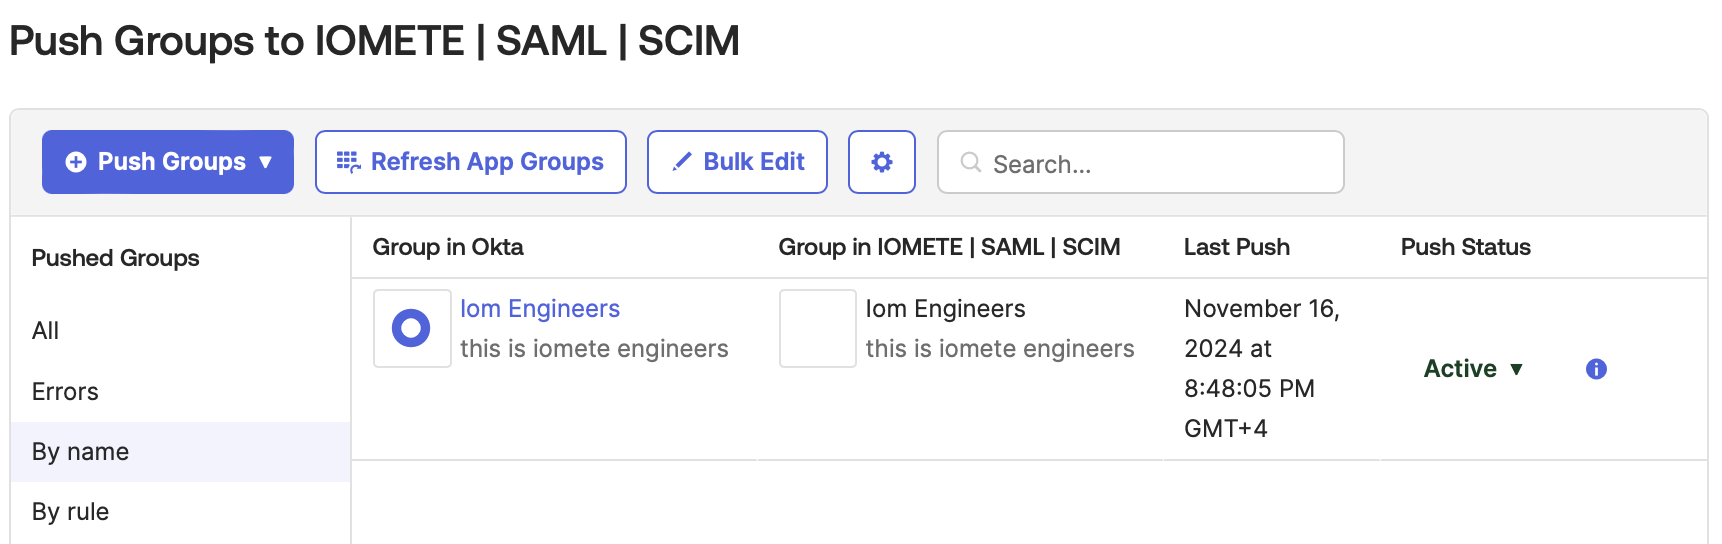 Push Groups to IOMETE | SAML | SCIM
Push Groups ▼
Refresh App Groups
Bulk Edit
Search...
Pushed Groups
All
Errors
By name
By rule
Group in Okta
Group in IOMETE | SAML | SCIM
Last Push
Push Status
Iom Engineers
this is iomete engineers
Iom Engineers
this is iomete engineers
November 16,
2024 at
8:48:05 PM
GMT+4
Active ▼